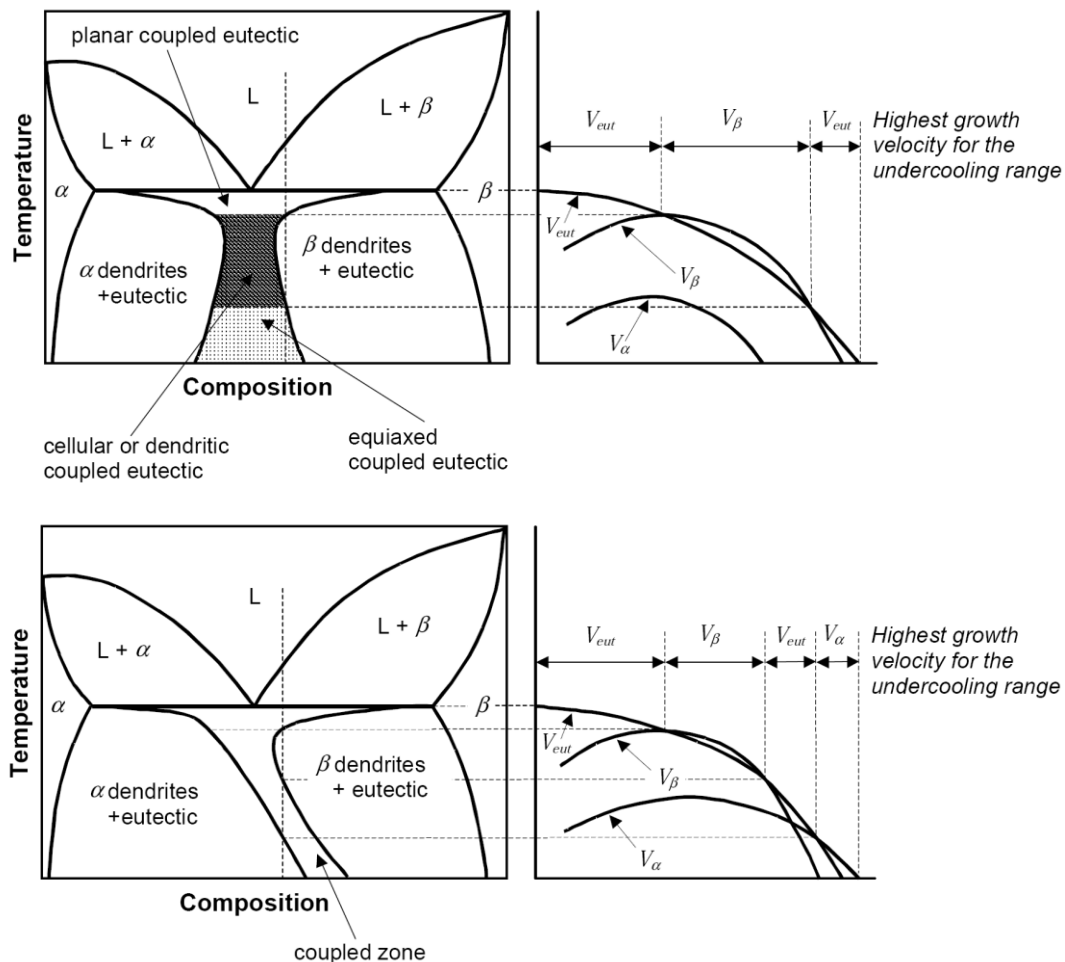 planar coupled eutectic
L
L + α
L + β
α
β
α dendrites
+eutectic
β dendrites
+ eutectic
Temperature
Composition
cellular or dendritic
coupled eutectic
equiaxed
coupled eutectic
V_eut
V_β
V_eut
Highest growth
velocity for the
undercooling range
V_eut
V_β
V_α
L
L + α
L + β
α
β
α dendrites
+eutectic
β dendrites
+ eutectic
Temperature
Composition
coupled zone
V_eut
V_β
V_eut
V_α
Highest growth
velocity for the
undercooling range
V_eut
V_β
V_α